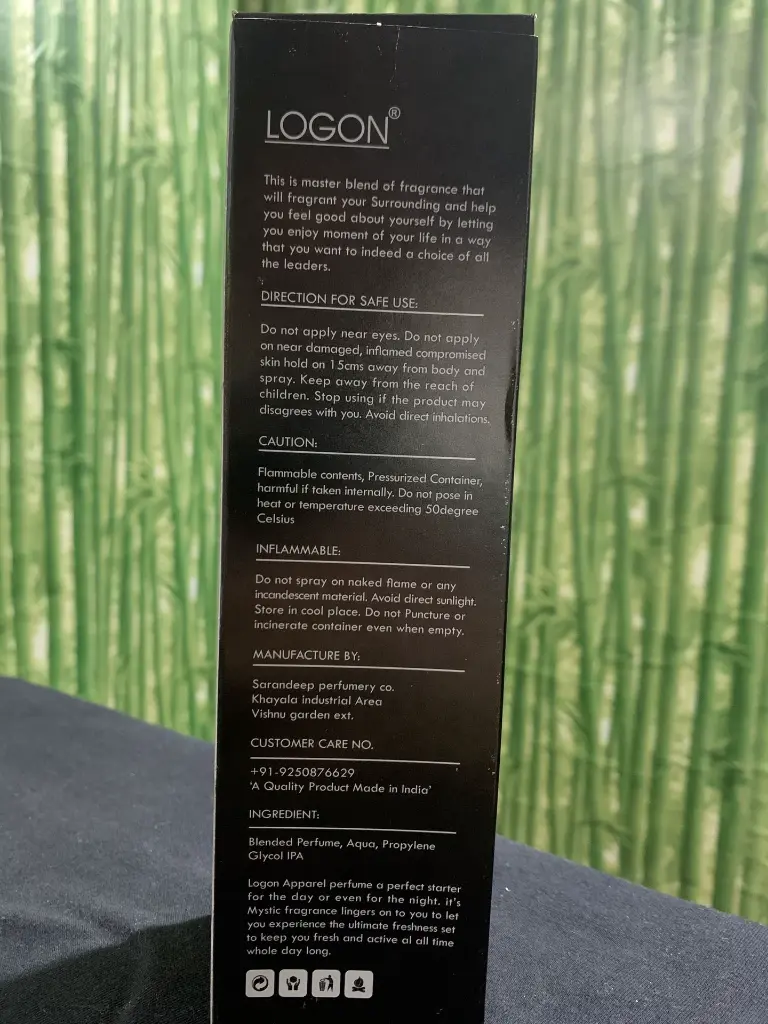 LOGON®
This is master blend of fragrance that
will fragrant your Surrounding and help
you feel good about yourself by letting
you enjoy moment of your life in a way
that you want to indeed a choice of all
the leaders.
DIRECTION FOR SAFE USE:
Do not apply near eyes. Do not apply
on near damaged, inflamed compromised
skin hold on 15cms away from body and
spray. Keep away from the reach of
children. Stop using if the product may
disagrees with you. Avoid direct inhalations.
CAUTION:
Flammable contents, Pressurized Container,
harmful if taken internally. Do not pose in
heat or temperature exceeding 50degree
Celsius
INFLAMMABLE:
Do not spray on naked flame or any
incandescent material. Avoid direct sunlight.
Store in cool place. Do not Puncture or
incinerate container even when empty.
MANUFACTURE BY:
Sarandeep perfumery co.
Khayala industrial Area
Vishnu garden ext.
CUSTOMER CARE NO.
+91-9250876629
'A Quality Product Made in India'
INGREDIENT:
Blended Perfume, Aqua, Propylene
Glycol IPA
Logon Apparel perfume a perfect starter
for the day or even for the night. it's
Mystic fragrance lingers on to you to let
you experience the ultimate freshness set
to keep you fresh and active al all time
whole day long.